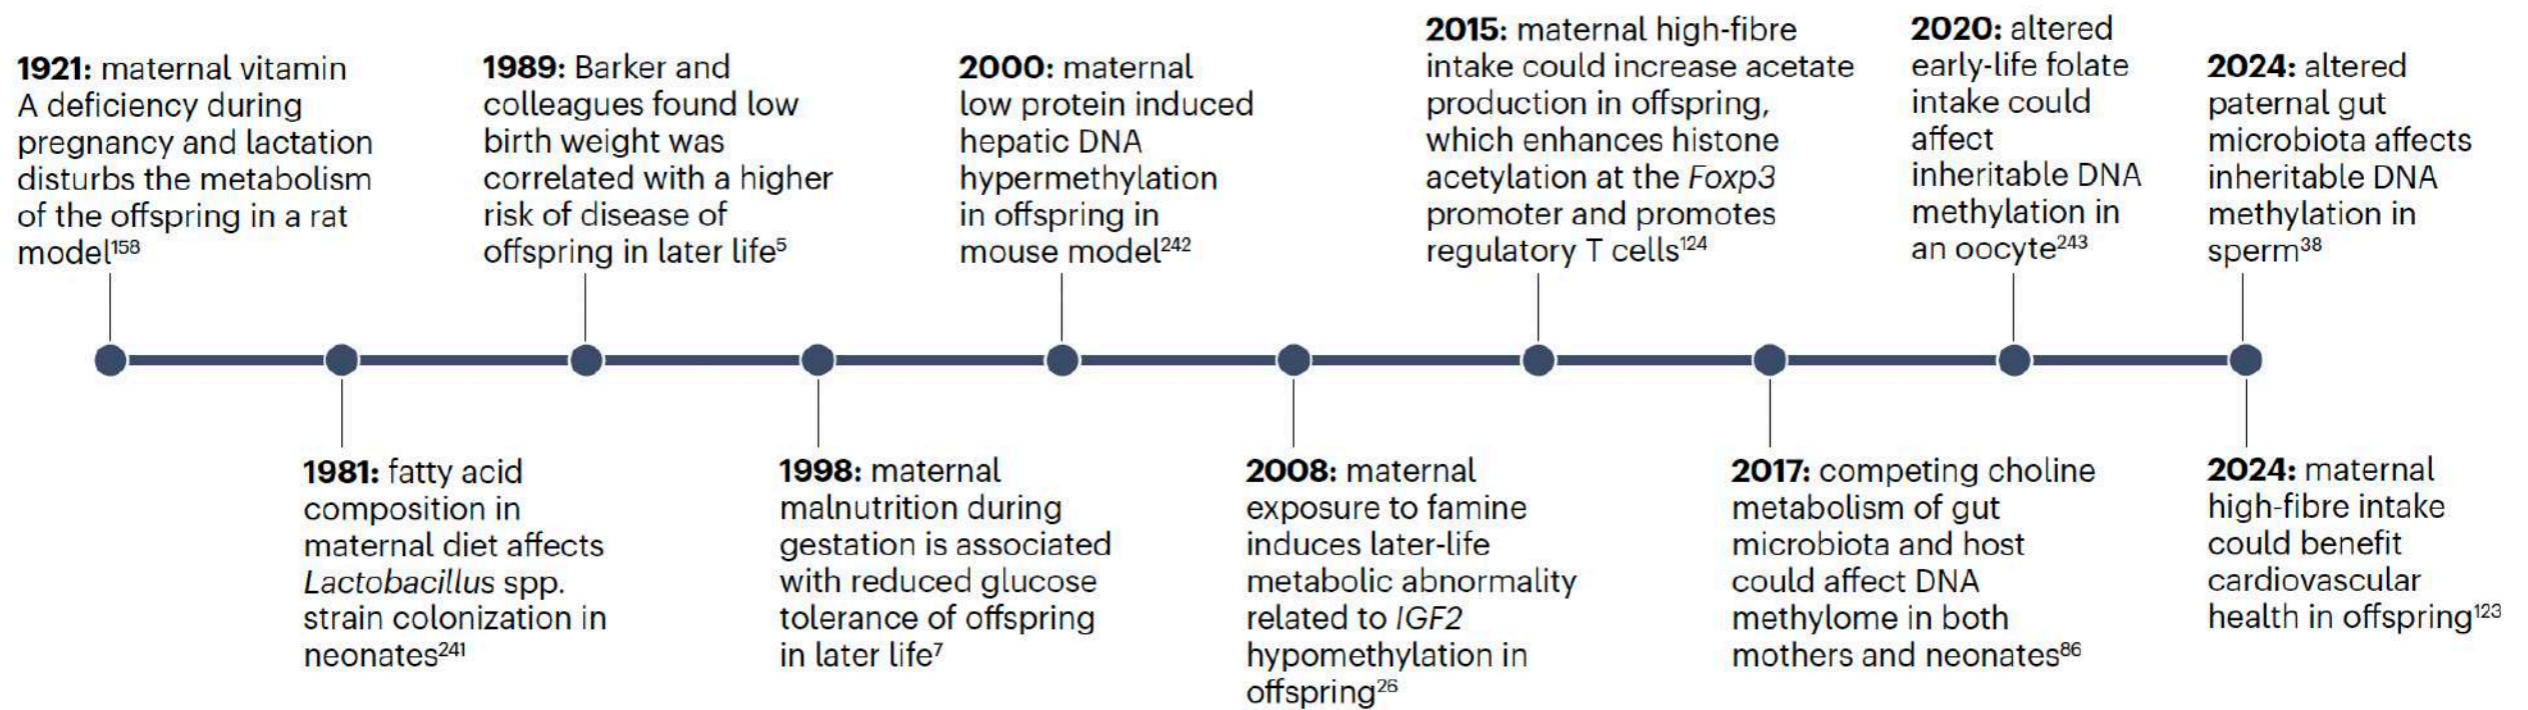 1921: maternal vitamin
A deficiency during
pregnancy and lactation
disturbs the metabolism
of the offspring in a rat
model158
1981: fatty acid
composition in
maternal diet affects
Lactobacillus spp.
strain colonization in
neonates241
1989: Barker and
colleagues found low
birth weight was
correlated with a higher
risk of disease of
offspring in later life5
1998: maternal
malnutrition during
gestation is associated
with reduced glucose
tolerance of offspring
in later life7
2000: maternal
low protein induced
hepatic DNA
hypermethylation
in offspring in
mouse model242
2008: maternal
exposure to famine
induces later-life
metabolic abnormality
related to IGF2
hypomethylation in
offspring26
2015: maternal high-fibre
intake could increase acetate
production in offspring,
which enhances histone
acetylation at the Foxp3
promoter and promotes
regulatory T cells124
2017: competing choline
metabolism of gut
microbiota and host
could affect DNA
methylome in both
mothers and neonates86
2020: altered
early-life folate
intake could
affect
inheritable DNA
methylation in
an oocyte243
2024: altered
paternal gut
microbiota affects
inheritable DNA
methylation in
sperm38
2024: maternal
high-fibre intake
could benefit
cardiovascular
health in offspring123